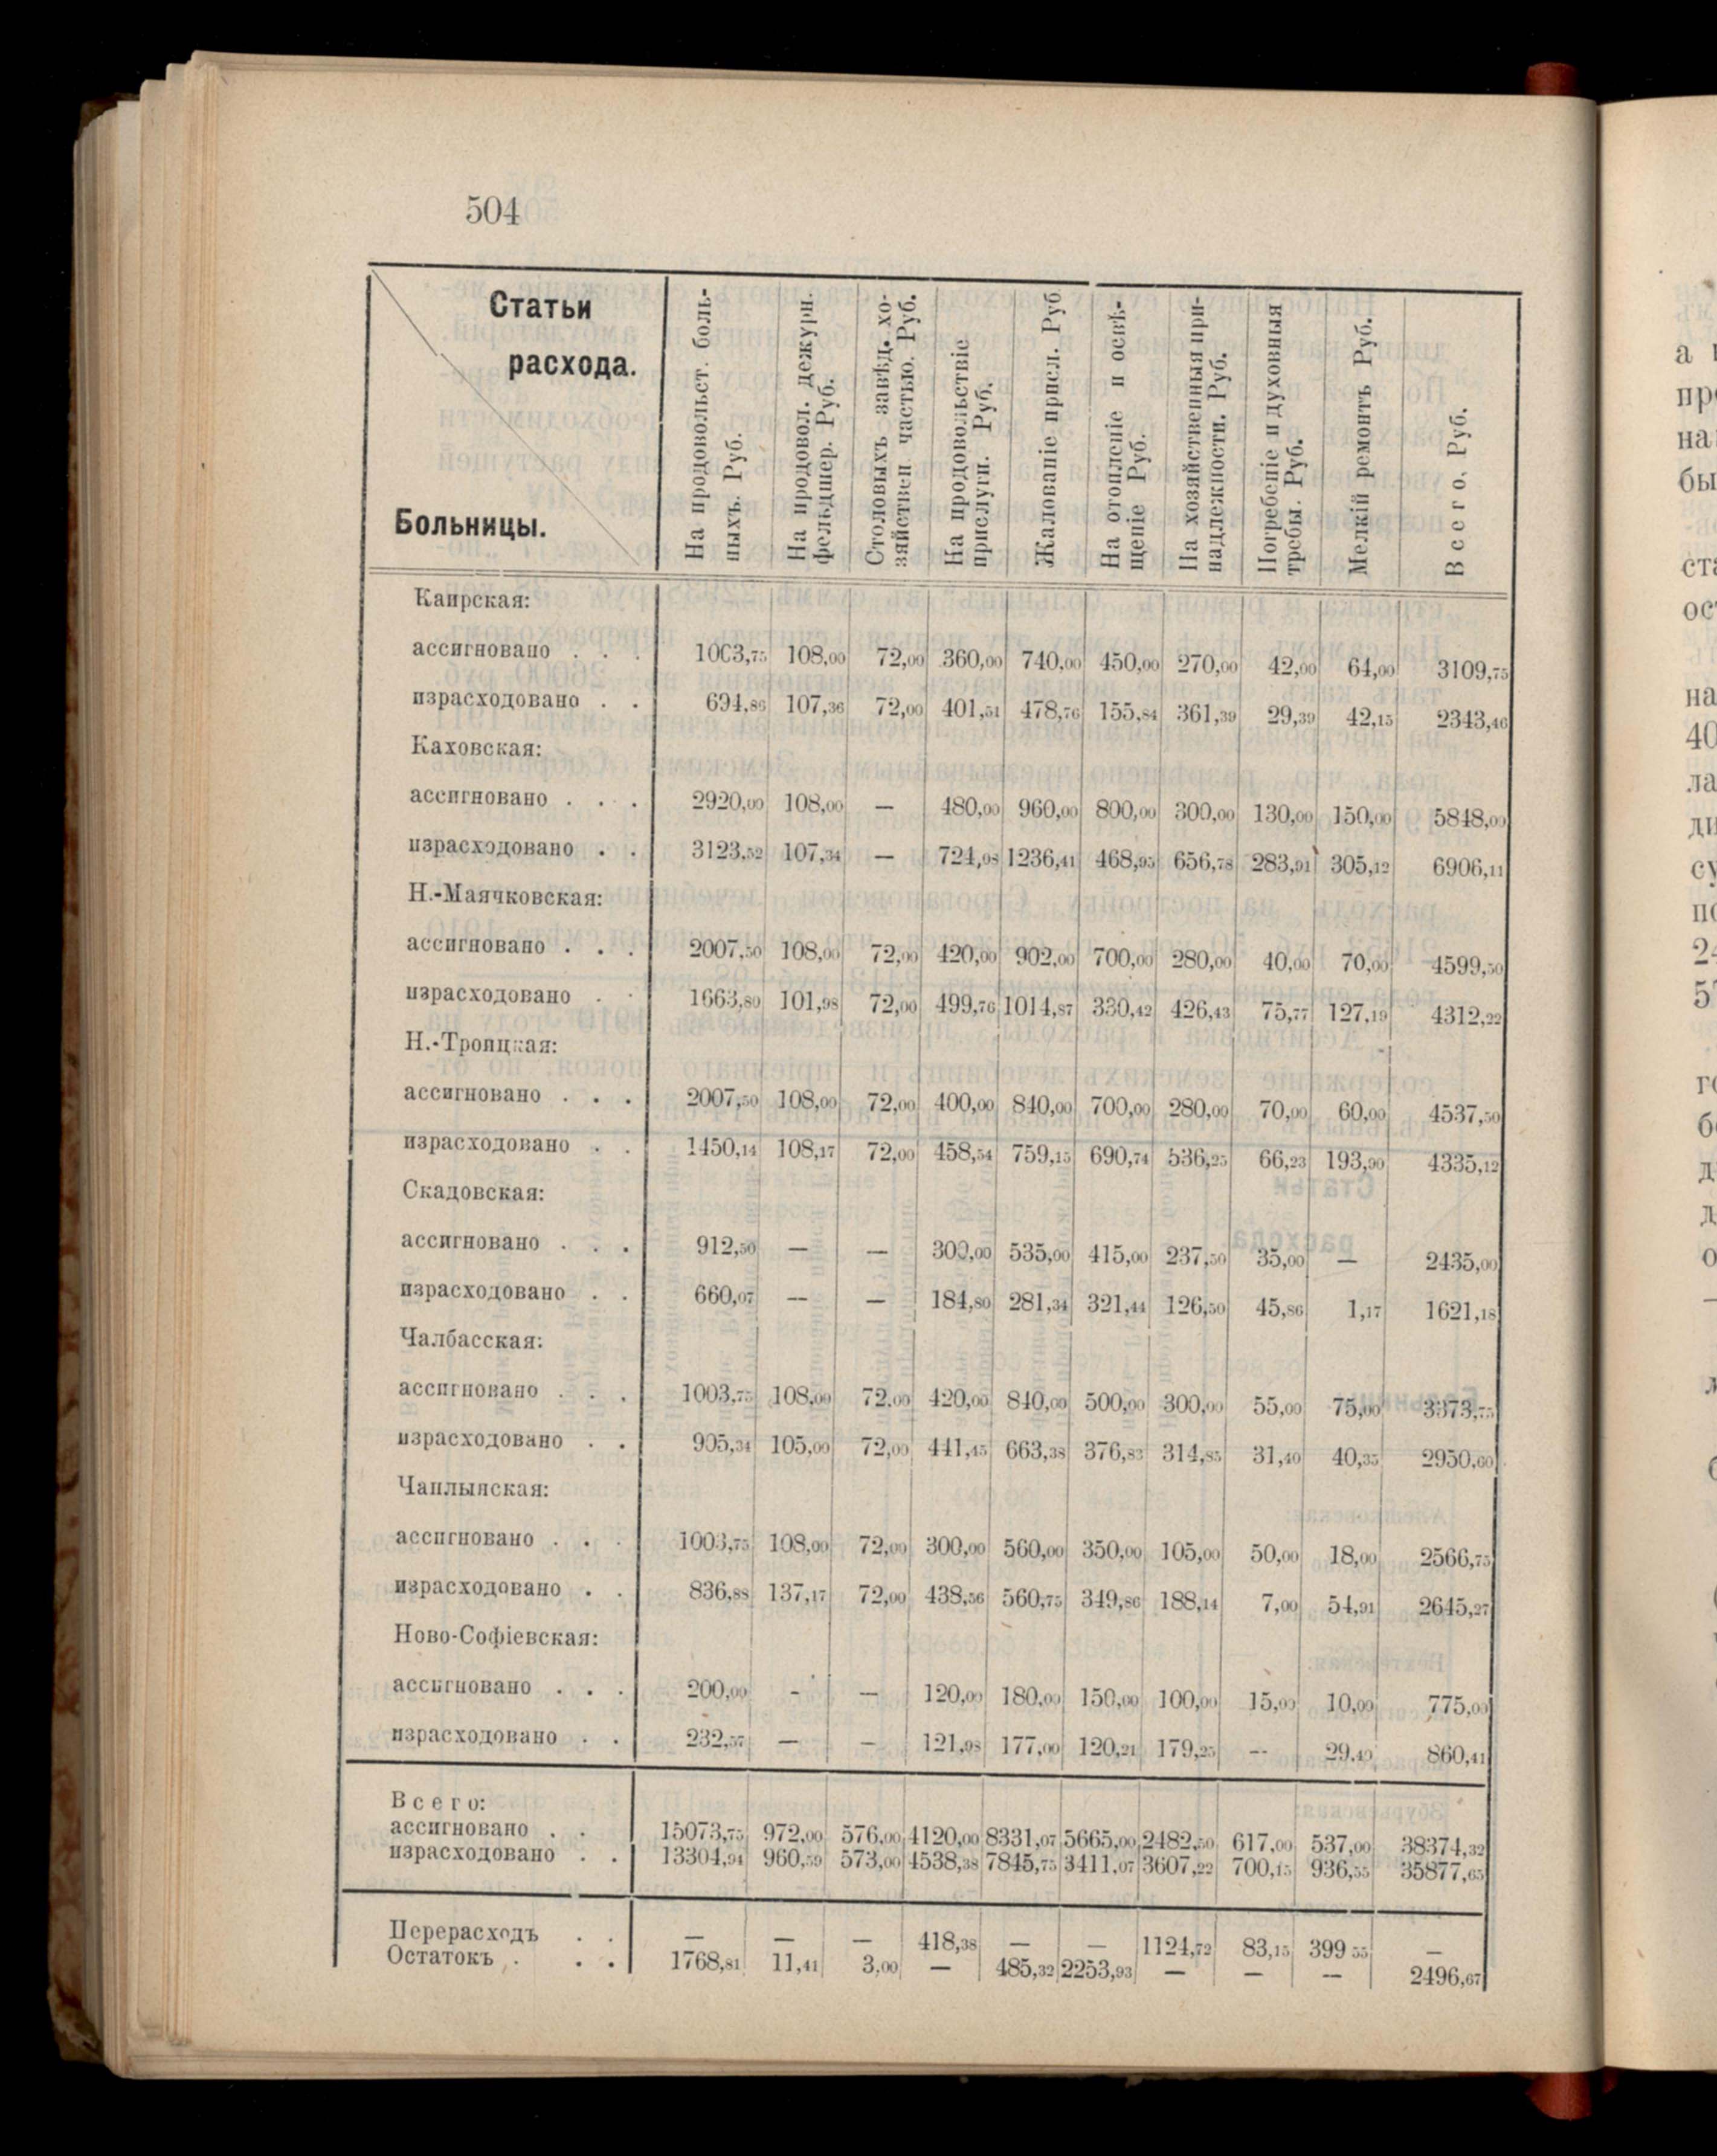 504
Статьи
расхода.
Больницы.
На продовольст. боль-
ныхъ. Руб.
На продовол. дежурн.
фельдшер. Руб.
Столовыхъ завѣд. хо-
зяйствен частью. Руб.
На продовольствіе
прислуги. Руб.
Жалованіе присл. Руб
На отопленіе и освѣ-
щеніе Руб.
На хозяйственныя при-
надлежности. Руб.
Погребеніе и духовныя
требы. Руб.
Мелкій ремонтъ Руб.
Всего. Руб.
Каирская:
ассигновано . . . 1003,75 108,00 72,00 360,00 740,00 450,00 270,00 42,00 64,00 3109,75
израсходовано . . 694,86 107,36 72,00 401,51 478,76 155,84 361,39 29,39 42,15 2343,46
Каховская:
ассигновано . . . 2920,00 108,00 — 480,00 960,00 800,00 300,00 130,00 150,00 5848,00
израсходовано . . 3123,52 107,34 — 724,08 1236,41 468,95 656,78 283,91 305,12 6906,11
Н.-Маячковская:
ассигновано . . . 2007,50 108,00 72,00 420,00 902,00 700,00 280,00 40,00 70,00 4599,50
израсходовано . . 1663,80 101,98 72,00 499,76 1014,87 330,42 426,43 75,77 127,19 4312,22
Н.-Троицкая:
ассигновано . . . 2007,50 108,00 72,00 400,00 840,00 700,00 280,00 70,00 60,00 4537,50
израсходовано . . 1450,14 108,17 72,00 458,54 759,15 690,74 536,25 66,23 193,90 4335,12
Скадовская:
ассигновано . . . 912,50 — — 300,00 535,00 415,00 237,50 35,00 — 2435,00
израсходовано . . 660,07 — — 184,80 281,34 321,44 126,50 45,86 1,17 1621,18
Чалбасская:
ассигновано . . . 1003,75 108,00 72,00 420,00 840,00 500,00 300,00 55,00 75,00 3373,75
израсходовано . . 905,34 105,00 72,00 441,45 663,38 376,83 314,85 31,40 40,35 2950,60
Чаплынская:
ассигновано . . . 1003,75 108,00 72,00 300,00 560,00 350,00 105,00 50,00 18,00 2566,75
израсходовано . . 836,88 137,17 72,00 438,56 560,75 349,86 188,14 7,00 54,91 2645,27
Ново-Софіевская:
ассигновано . . . 200,00 - — 120,00 180,00 150,00 100,00 15,00 10,00 775,00
израсходовано . . 232,57 — - 121,98 177,00 120,21 179,25 -- 29,40 860,41
Всего:
ассигновано . . 15073,75 972,00 576,00 4120,00 8331,07 5665,00 2482,50 617,00 537,00 38374,32
израсходовано . . 13304,94 960,59 573,00 4538,38 7845,75 3411,07 3607,22 700,15 936,55 35877,65
Перерасходъ . . — — — 418,38 — — 1124,72 83,15 399 55 —
Остатокъ . . . 1768,81 11,41 3,00 — 485,32 2253,93 — — — 2496,67